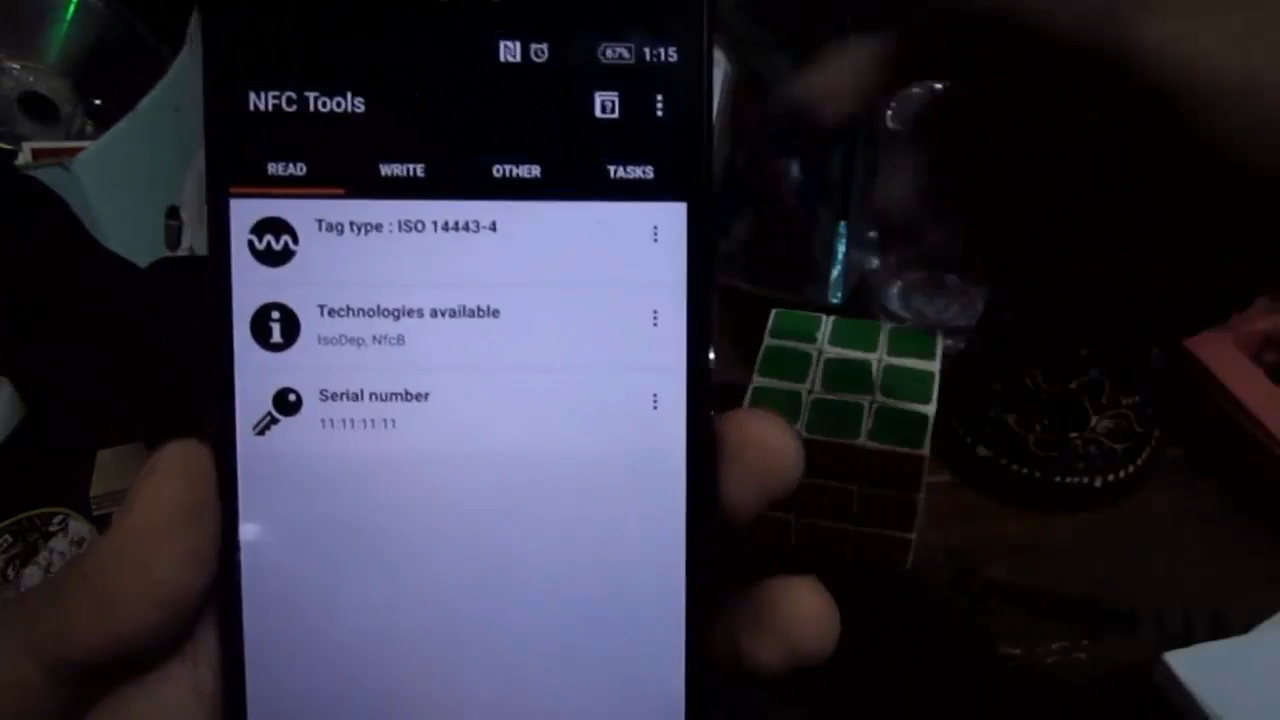 67% 1:15
NFC Tools
READ WRITE OTHER TASKS
Tag type : ISO 14443-4
Technologies available
IsoDep, NfcB
Serial number
11:11:11:11